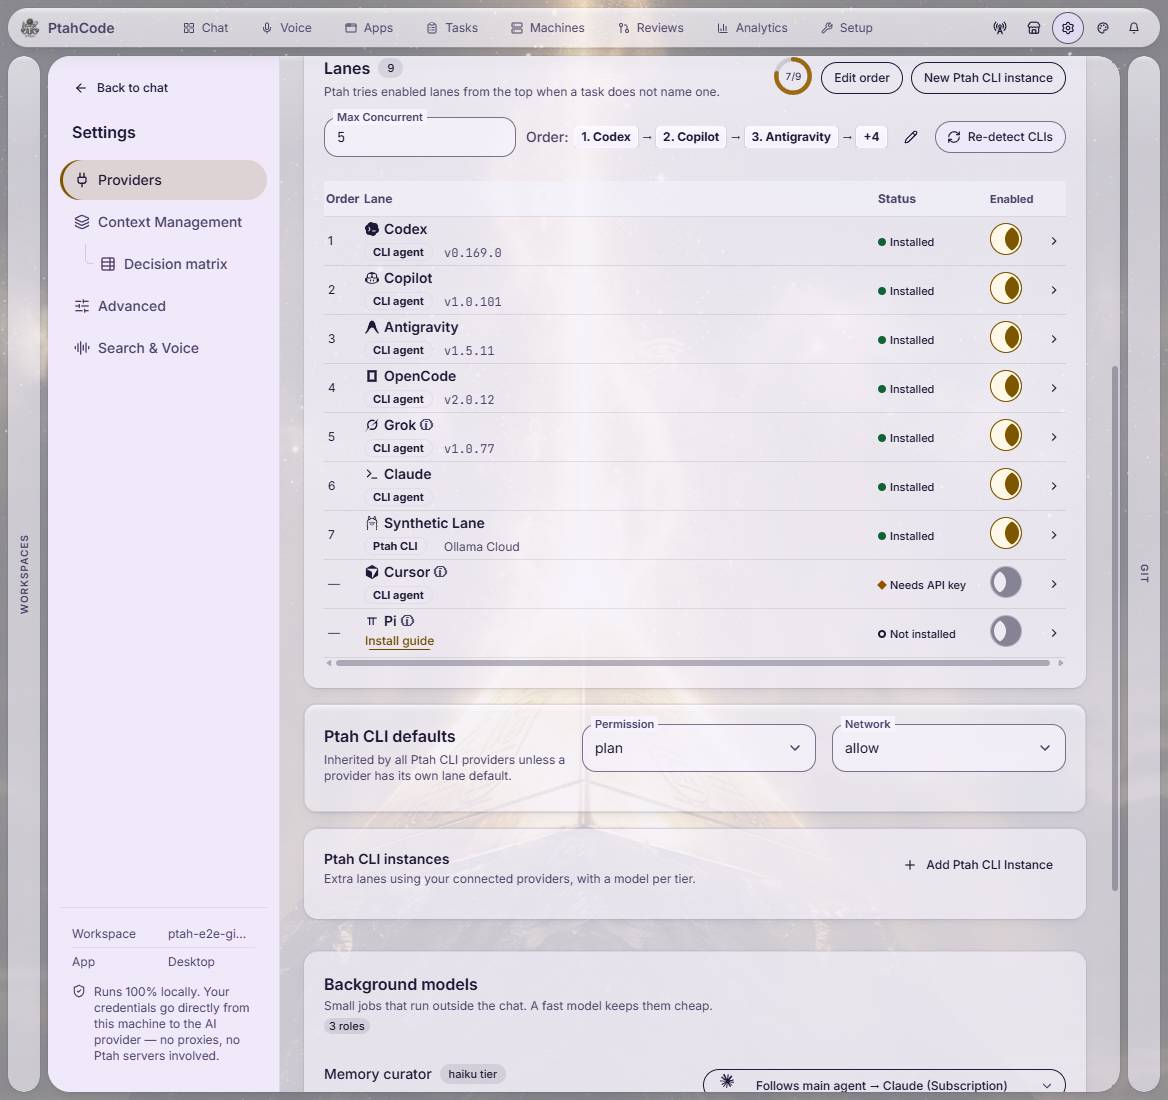 PtahCode
Chat
Voice
Apps
Tasks
Machines
Reviews
Analytics
Setup
WORKSPACES
Back to chat
Settings
Providers
Context Management
Decision matrix
Advanced
Search & Voice
Workspace ptah-e2e-gi...
App Desktop
Runs 100% locally. Your
credentials go directly from
this machine to the AI
provider — no proxies, no
Ptah servers involved.
Lanes 9
Ptah tries enabled lanes from the top when a task does not name one.
7/9
Edit order
New Ptah CLI instance
Max Concurrent
5
Order: 1. Codex → 2. Copilot → 3. Antigravity → +4
Re-detect CLIs
Order Lane Status Enabled
1 Codex
CLI agent v0.169.0 Installed
2 Copilot
CLI agent v1.0.101 Installed
3 Antigravity
CLI agent v1.5.11 Installed
4 OpenCode
CLI agent v2.0.12 Installed
5 Grok
CLI agent v1.0.77 Installed
6 Claude
CLI agent Installed
7 Synthetic Lane
Ptah CLI Ollama Cloud Installed
— Cursor
CLI agent Needs API key
— Pi
Install guide Not installed
Ptah CLI defaults
Inherited by all Ptah CLI providers unless a
provider has its own lane default.
Permission
plan
Network
allow
Ptah CLI instances
Extra lanes using your connected providers, with a model per tier.
Add Ptah CLI Instance
Background models
Small jobs that run outside the chat. A fast model keeps them cheap.
3 roles
Memory curator haiku tier
Follows main agent → Claude (Subscription)
GIT